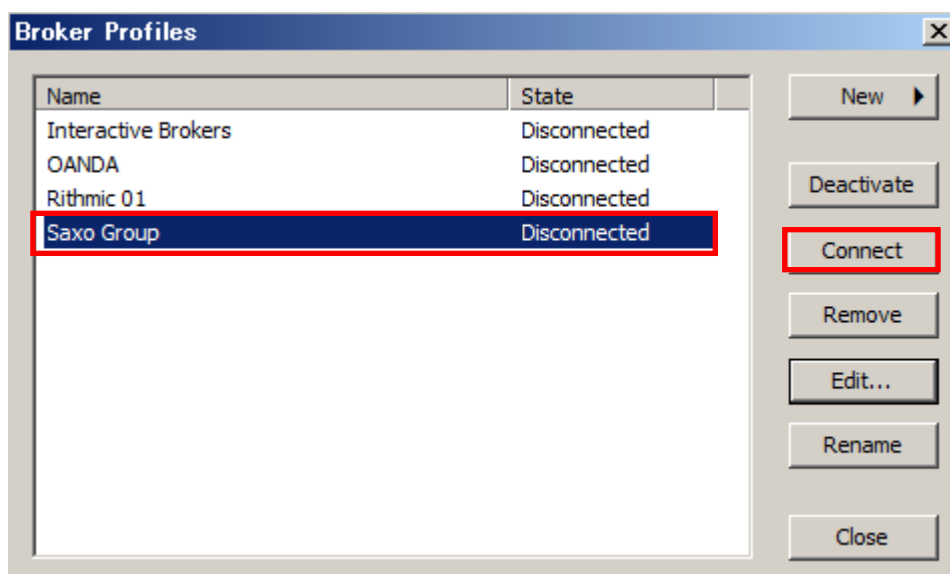 Broker Profiles
Name State
Interactive Brokers Disconnected
OANDA Disconnected
Rithmic 01 Disconnected
Saxo Group Disconnected
New
Deactivate
Connect
Remove
Edit...
Rename
Close